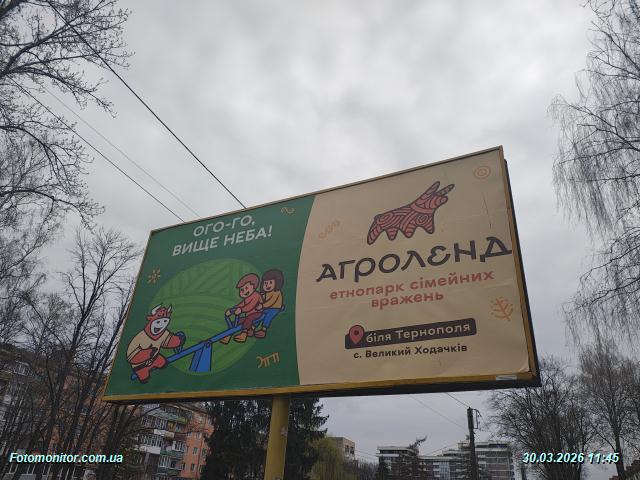 ОГО-ГО,
ВИЩЕ НЕБА!
АГРОЛЕНД
етнопарк сімейних
вражень
біля Тернополя
с. Великий Ходачків
Fotomonitor.com.ua
30.03.2026 11:45